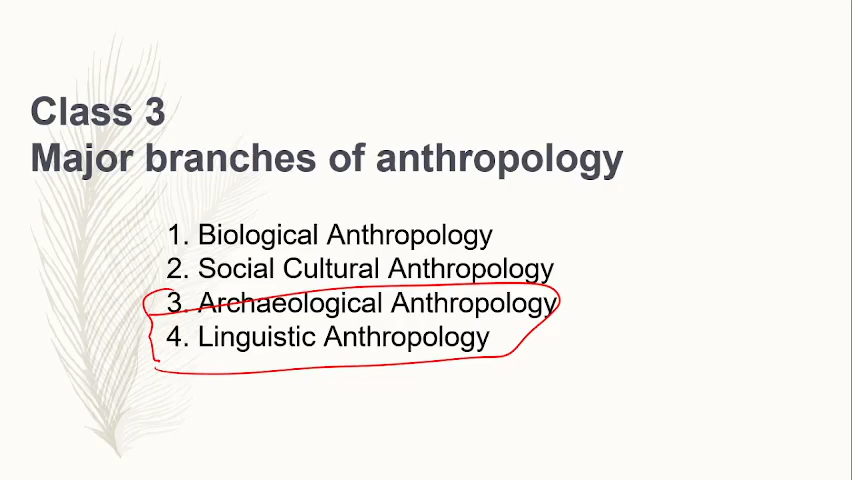 Class 3
Major branches of anthropology
1. Biological Anthropology
2. Social Cultural Anthropology
3. Archaeological Anthropology
4. Linguistic Anthropology